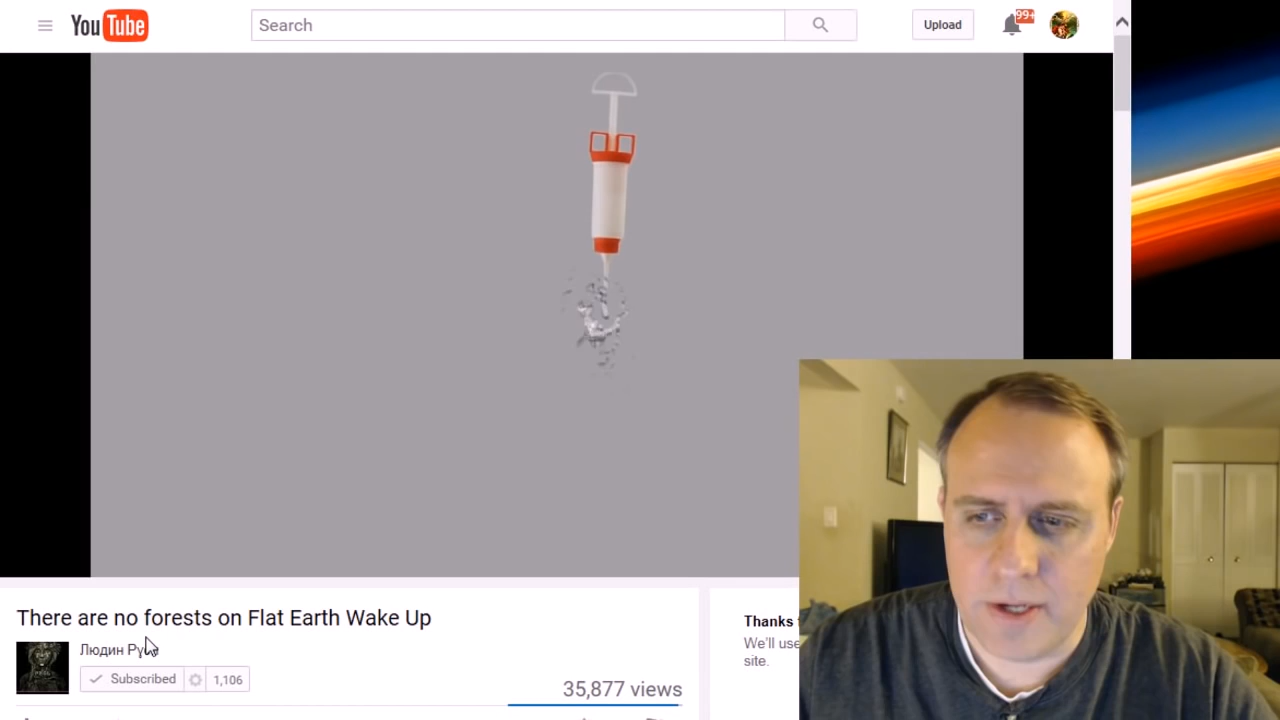 YouTube
Search
Upload
99+
There are no forests on Flat Earth Wake Up
Людин
Subscribed
1,106
35,877 views
Thanks
We'll use
site.